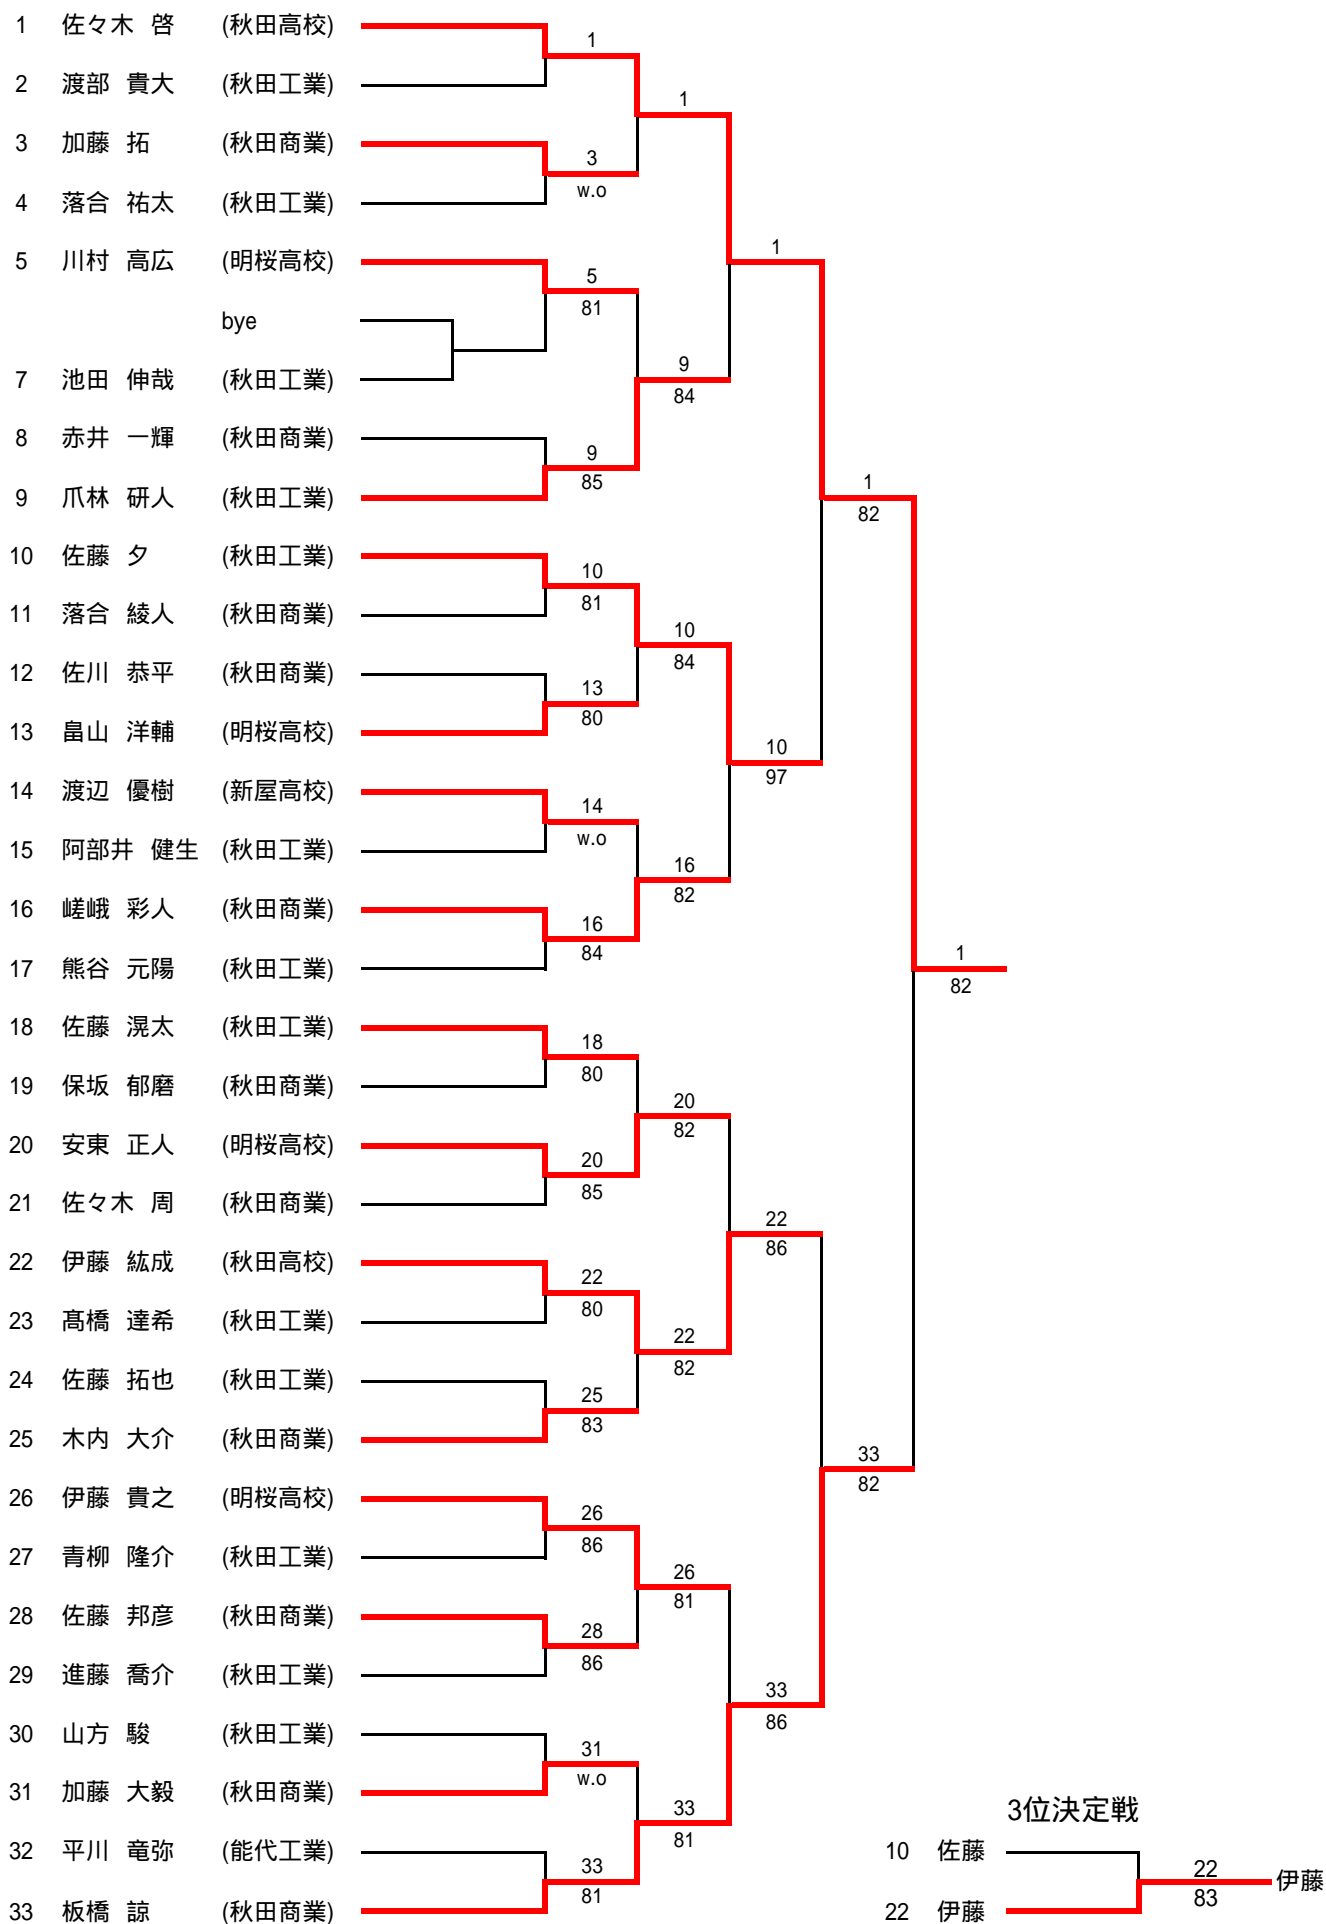 1 佐々木 啓 (秋田高校)
1
2 渡部 貴大 (秋田工業)
1
3 加藤 拓 (秋田商業)
3
w.o
4 落合 祐太 (秋田工業)
1
5 川村 高広 (明桜高校)
5
81
bye
9
84
7 池田 伸哉 (秋田工業)
8 赤井 一輝 (秋田商業)
9
85
9 爪林 研人 (秋田工業)
1
82
10 佐藤 夕 (秋田工業)
10
81
11 落合 綾人 (秋田商業)
10
84
12 佐川 恭平 (秋田商業)
13
80
13 畠山 洋輔 (明桜高校)
10
97
14 渡辺 優樹 (新屋高校)
14
w.o
15 阿部井 健生 (秋田工業)
16
82
16 嵯峨 彩人 (秋田商業)
16
84
17 熊谷 元陽 (秋田工業)
1
82
18 佐藤 滉太 (秋田工業)
18
80
19 保坂 郁磨 (秋田商業)
20
82
20 安東 正人 (明桜高校)
20
85
21 佐々木 周 (秋田商業)
22
86
22 伊藤 紘成 (秋田高校)
22
80
23 髙橋 達希 (秋田工業)
22
82
24 佐藤 拓也 (秋田工業)
25
83
25 木内 大介 (秋田商業)
33
82
26 伊藤 貴之 (明桜高校)
26
86
27 青柳 隆介 (秋田工業)
26
81
28 佐藤 邦彦 (秋田商業)
28
86
29 進藤 喬介 (秋田工業)
33
86
30 山方 駿 (秋田工業)
31
w.o
31 加藤 大毅 (秋田商業)
33
81
32 平川 竜弥 (能代工業)
33
81
33 板橋 諒 (秋田商業)
3位決定戦
10 佐藤
22
83
伊藤
22 伊藤